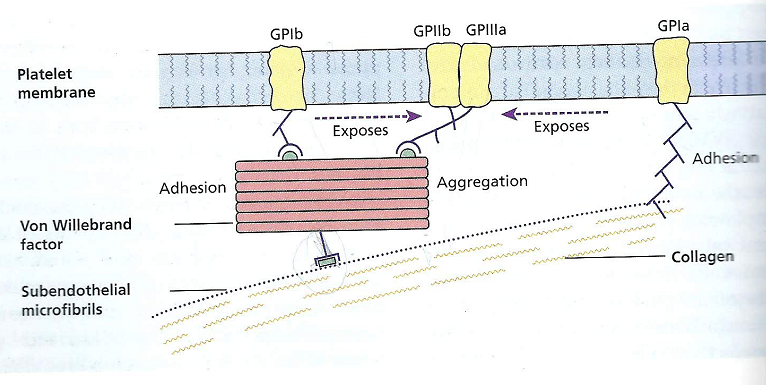 GPIb
GPIIb GPIIIa
GPIa
Platelet
membrane
Exposes
Exposes
Adhesion
Adhesion
Aggregation
Von Willebrand
factor
Collagen
Subendothelial
microfibrils